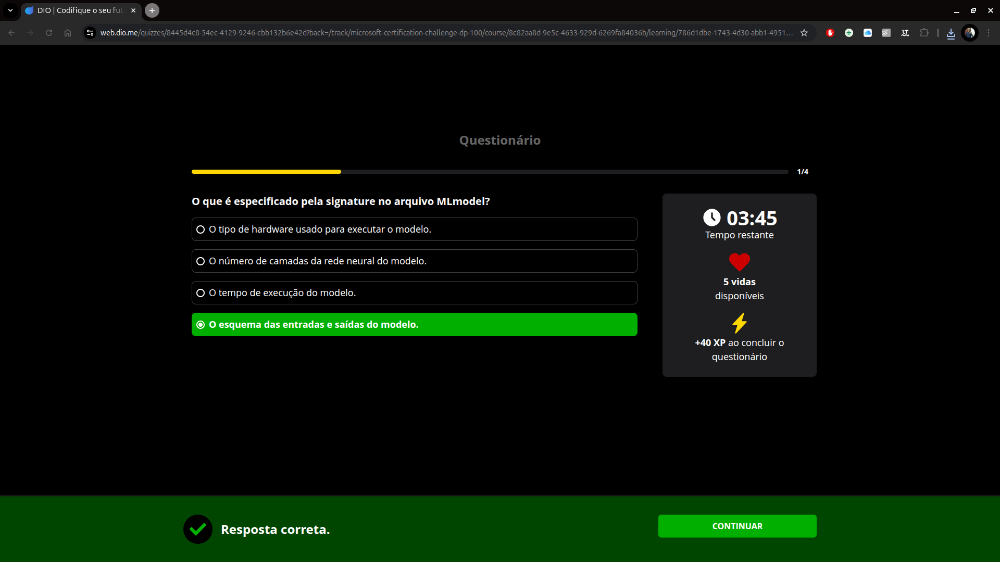 DIO | Codifique o seu fut
web.dio.me/quizzes/8445d4c8-54ec-4129-9246-cbb132b6e42d?back=/track/microsoft-certification-challenge-dp-100/course/8c82aa8d-9e5c-4633-929d-6269fa84036b/learning/786d1dbe-1743-4d30-abb1-4951...
Questionário
1/4
O que é especificado pela signature no arquivo MLmodel?
O tipo de hardware usado para executar o modelo.
O número de camadas da rede neural do modelo.
O tempo de execução do modelo.
O esquema das entradas e saídas do modelo.
03:45
Tempo restante
5 vidas
disponíveis
+40 XP ao concluir o
questionário
Resposta correta.
CONTINUAR